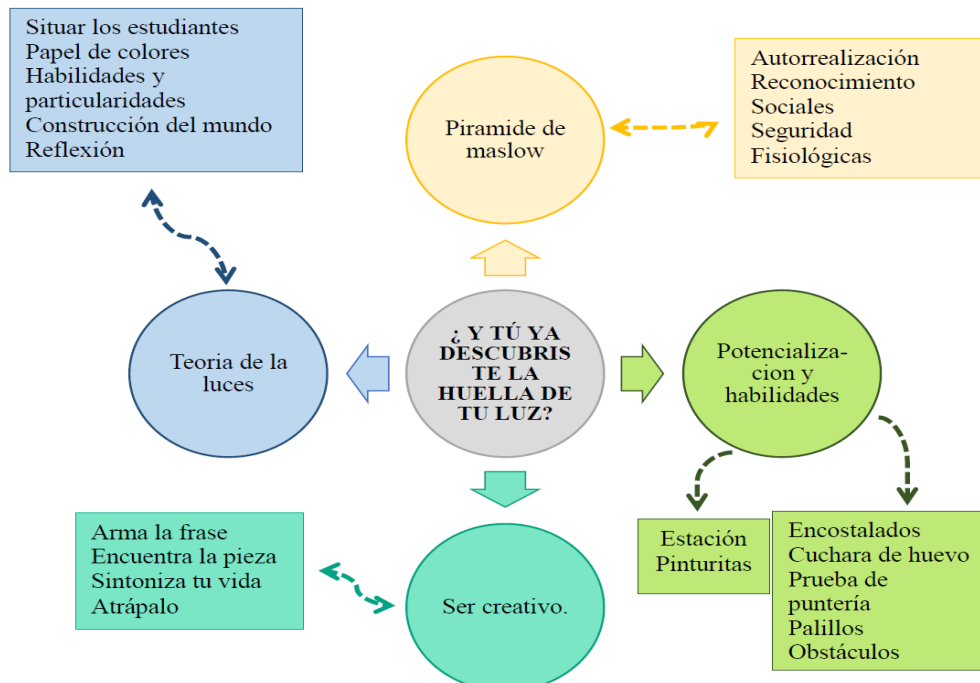 Situar los estudiantes
Papel de colores
Habilidades y
particularidades
Construcción del mundo
Reflexión
Piramide de
maslow
Autorrealización
Reconocimiento
Sociales
Seguridad
Fisiológicas
Teoria de la
luces
¿ Y TÚ YA
DESCUBRIS
TE LA
HUELLA DE
TU LUZ?
Potencializa-
cion y
habilidades
Arma la frase
Encuentra la pieza
Sintoniza tu vida
Atrápalo
Ser creativo.
Estación
Pinturitas
Encostalados
Cuchara de huevo
Prueba de
puntería
Palillos
Obstáculos